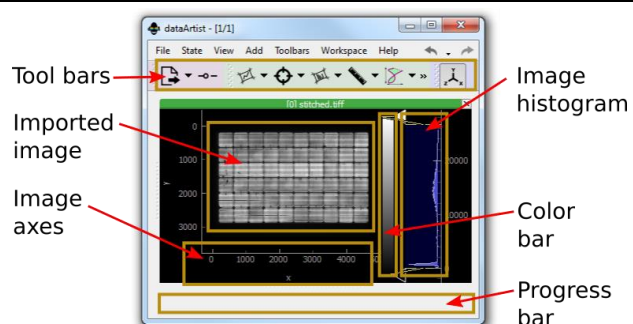 dataArtist - [1/1]
File State View Add Toolbars Workspace Help
Tool bars
»
[0] stitched.tiff
Image
histogram
Imported
image
0
1000
2000
3000
Y
20000
10000
Image
axes
0 1000 2000 3000 4000 50
x
Color
bar
Progress
bar